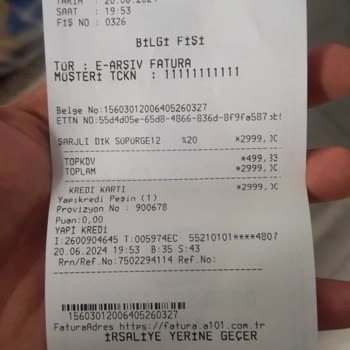 TARİH : 20.06.2024
SAAT : 19:53
FİŞ NO : 0326
BİLGİ FİŞİ
TÜR : E-ARŞİV FATURA
MÜŞTERİ TCKN : 11111111111
Belge No:15603012006405260327
ETTN NO:55d4d05e-65d8-4866-836d-8f9fa587
ŞARJLI DİK SÜPÜRGE12 %20 *2999,00
TOPKDV *499,83
TOPLAM *2999,00
KREDİ KARTI *2999,00
Yapıkredi Peşin (1)
Provizyon No : 900678
Puan:0,00
YAPI KREDİ
I:2600904645 T:005974EC 55210101****4807
20.06.2024 19:53 B:35 S:43
Rrn/Ref.No:7502294114 Ref.No:
15603012006405260327
FaturaAdres https://fatura.a101.com.tr
İRSALİYE YERİNE GEÇER